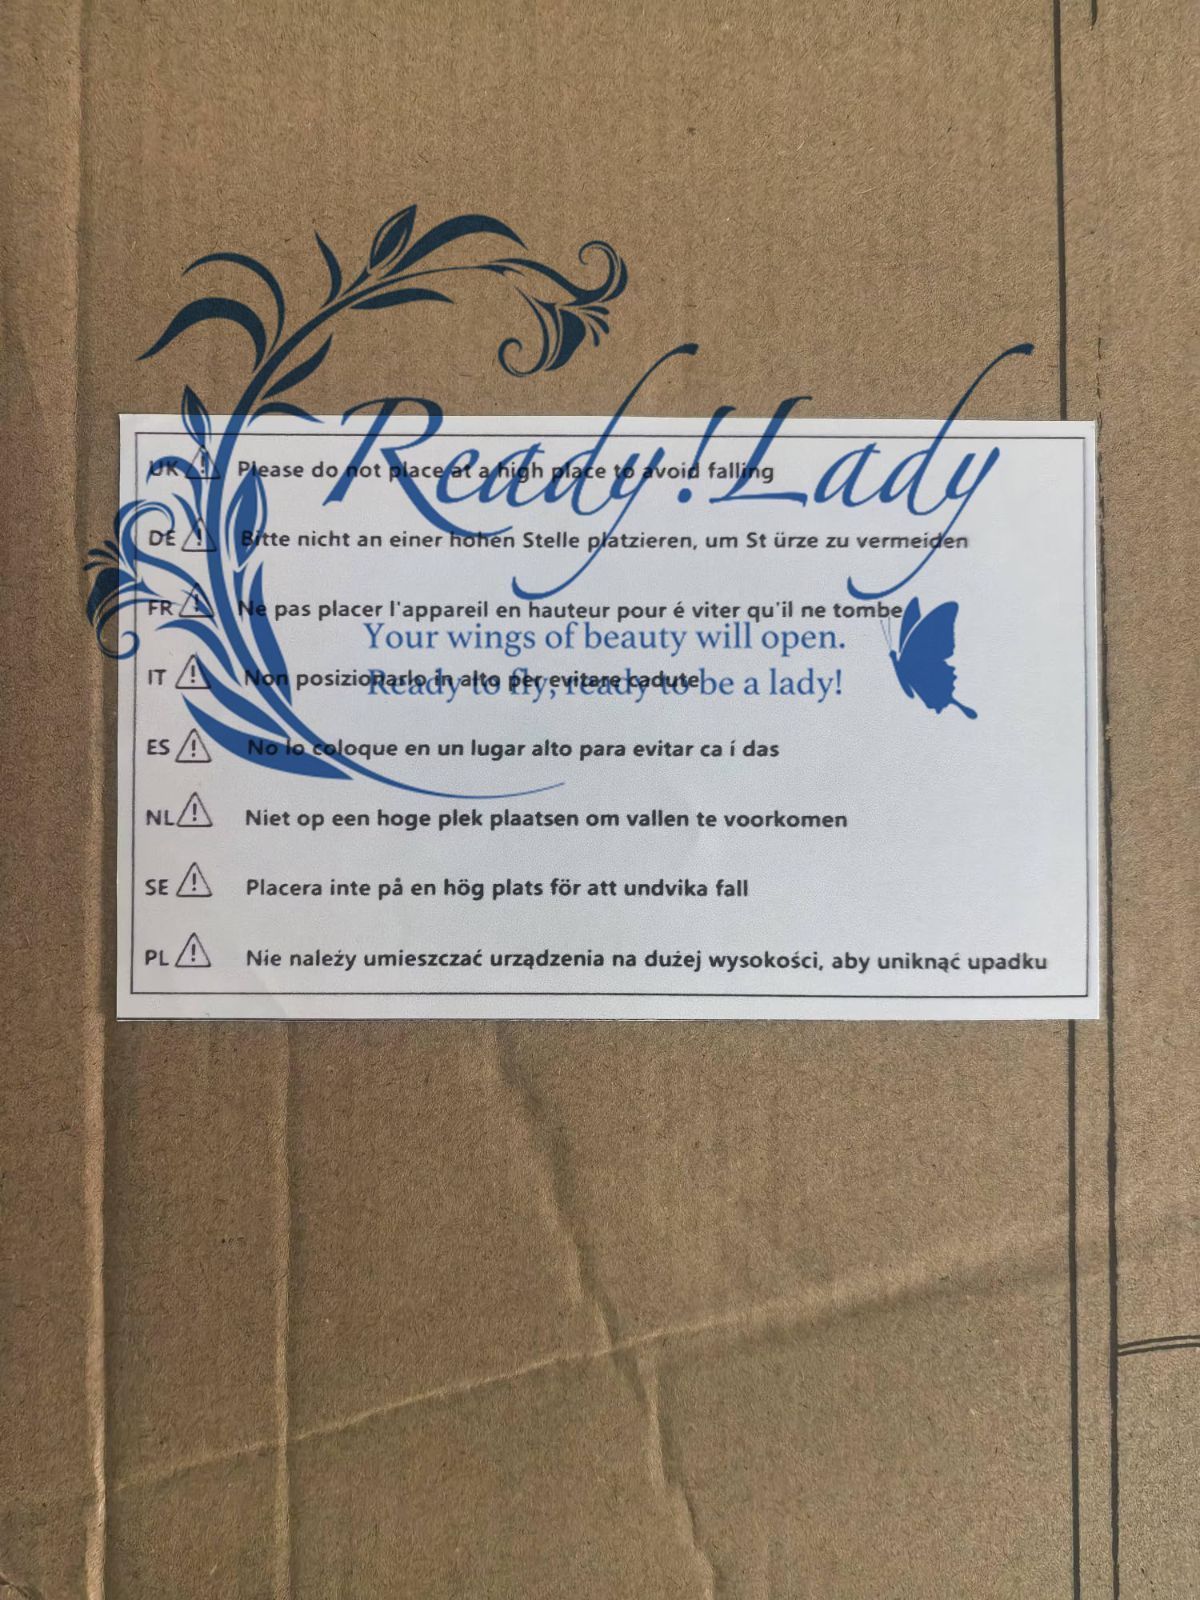 Ready! Lady
UK Please do not place at a high place to avoid falling
DE Bitte nicht an einer hohen Stelle platzieren, um St ürze zu vermeiden
FR Ne pas placer l'appareil en hauteur pour é viter qu'il ne tombe
Your wings of beauty will open.
IT Non posizionarlo in alto per evitare cadute
Ready to fly, ready to be a lady!
ES No lo coloque en un lugar alto para evitar ca í das
NL Niet op een hoge plek plaatsen om vallen te voorkomen
SE Placera inte på en hög plats för att undvika fall
PL Nie należy umieszczać urządzenia na dużej wysokości, aby uniknąć upadku